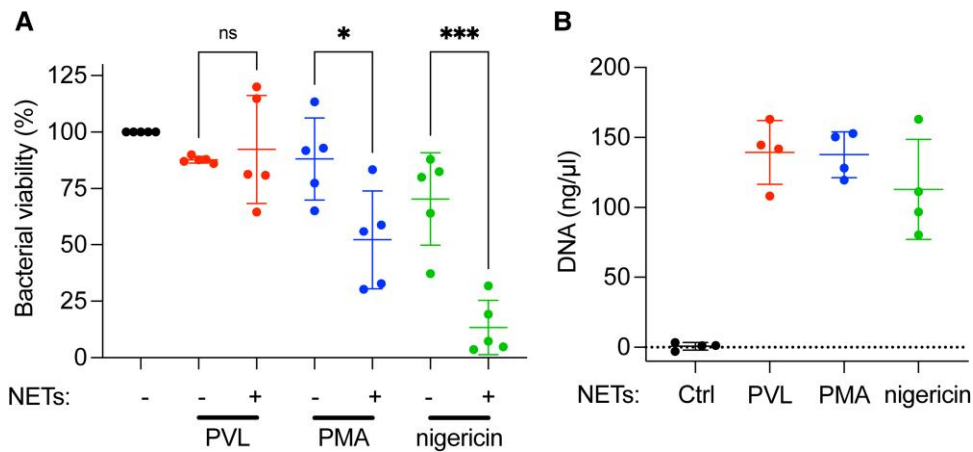 A
ns
*
***
Bacterial viability (%)
125
100
75
50
25
0
NETs: - - + - + - +
PVL PMA nigericin
B
DNA (ng/µl)
200
150
100
50
0
NETs: Ctrl PVL PMA nigericin